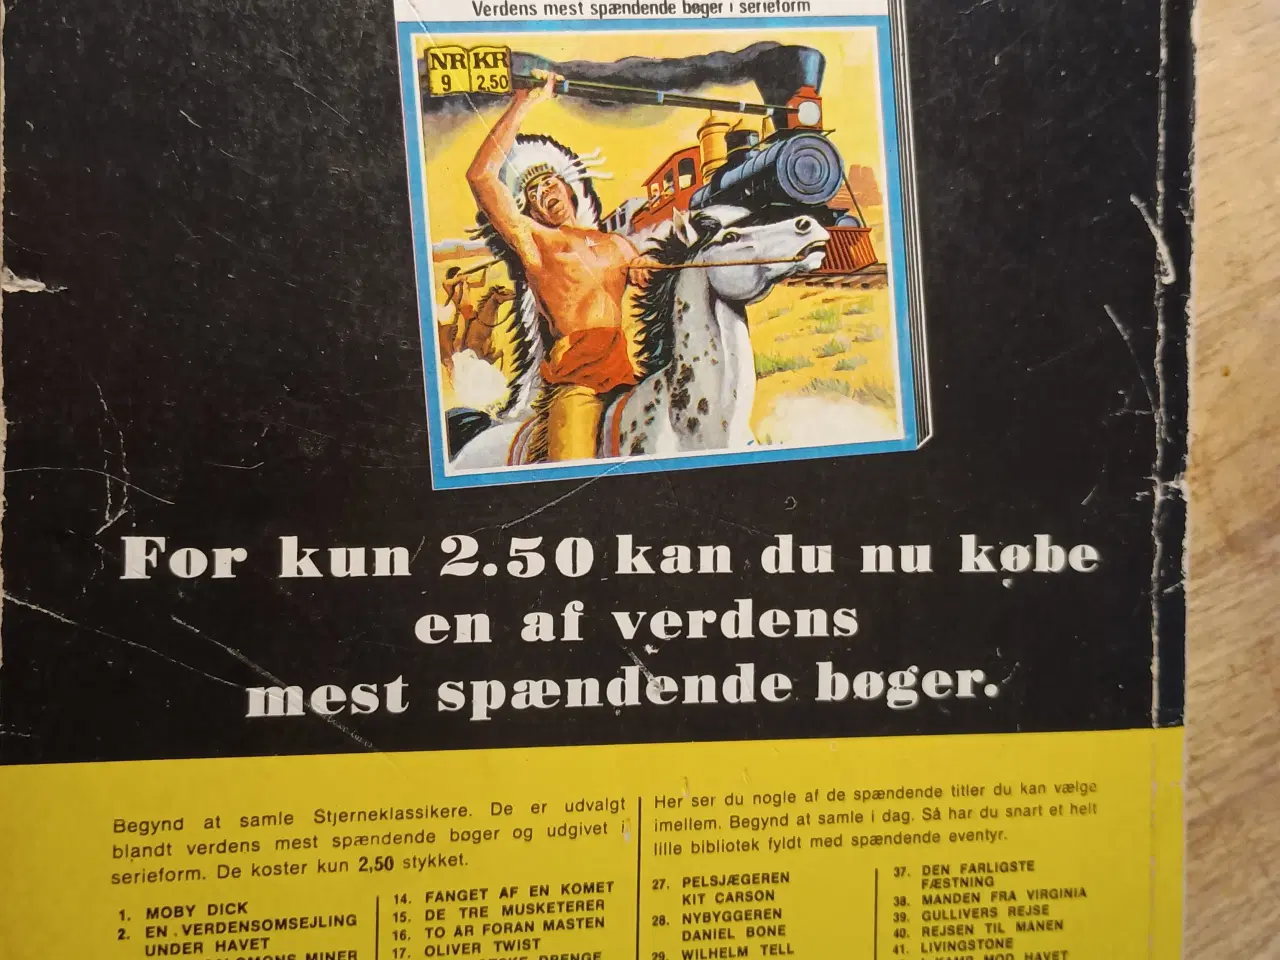 Verdens mest spændende bøger i serieform
NR KR
9 2,50
For kun 2.50 kan du nu købe
en af verdens
mest spændende bøger.
Begynd at samle Stjerneklassikere. De er udvalgt
blandt verdens mest spændende bøger og udgivet i
serieform. De koster kun 2,50 stykket.
Her ser du nogle af de spændende titler du kan vælge
imellem. Begynd at samle i dag. Så har du snart et helt
lille bibliotek fyldt med spændende eventyr.
1. MOBY DICK
2. EN VERDENSOMSEJLING
UNDER HAVET
MINER
14. FANGET AF EN KOMET
15. DE TRE MUSKETERER
16. TO ÅR FORAN MASTEN
17. OLIVER TWIST
DRENGE
27. PELSJÆGEREN
KIT CARSON
28. NYBYGGEREN
DANIEL BONE
29. WILHELM TELL
37. DEN FARLIGSTE
FÆSTNING
38. MANDEN FRA VIRGINIA
39. GULLIVERS REJSE
40. REJSEN TIL MÅNEN
41. LIVINGSTONE
KAMP MOD HAVET